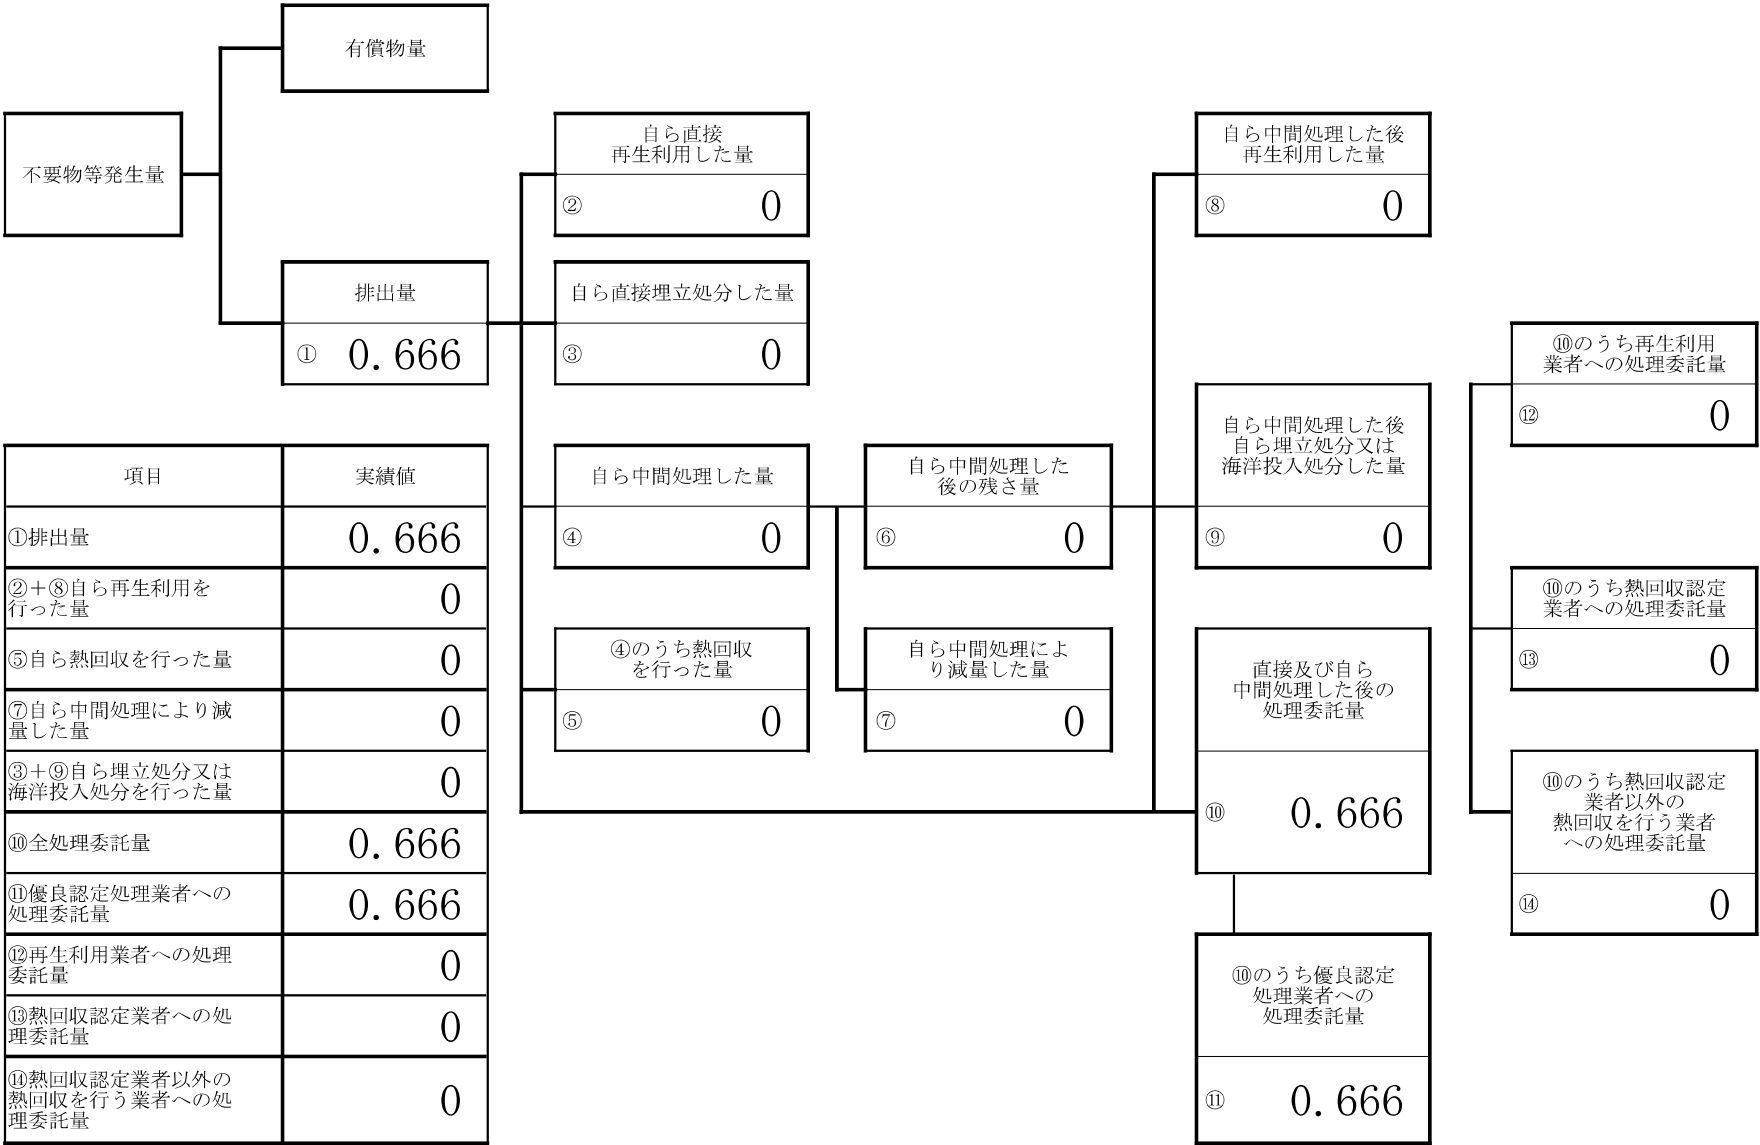 有償物量
不要物等発生量
排出量
① 0.666
自ら直接
再生利用した量
② 0
自ら直接埋立処分した量
③ 0
自ら中間処理した量
④ 0
④のうち熱回収
を行った量
⑤ 0
自ら中間処理した
後の残さ量
⑥ 0
自ら中間処理によ
り減量した量
⑦ 0
自ら中間処理した後
再生利用した量
⑧ 0
自ら中間処理した後
自ら埋立処分又は
海洋投入処分した量
⑨ 0
直接及び自ら
中間処理した後の
処理委託量
⑩ 0.666
⑩のうち優良認定
処理業者への
処理委託量
⑪ 0.666
⑩のうち再生利用
業者への処理委託量
⑫ 0
⑩のうち熱回収認定
業者への処理委託量
⑬ 0
⑩のうち熱回収認定
業者以外の
熱回収を行う業者
への処理委託量
⑭ 0
項目 実績値
①排出量 0.666
②＋⑧自ら再生利用を
行った量 0
⑤自ら熱回収を行った量 0
⑦自ら中間処理により減
量した量 0
③＋⑨自ら埋立処分又は
海洋投入処分を行った量 0
⑩全処理委託量 0.666
⑪優良認定処理業者への
処理委託量 0.666
⑫再生利用業者への処理
委託量 0
⑬熱回収認定業者への処
理委託量 0
⑭熱回収認定業者以外の
熱回収を行う業者への処
理委託量 0